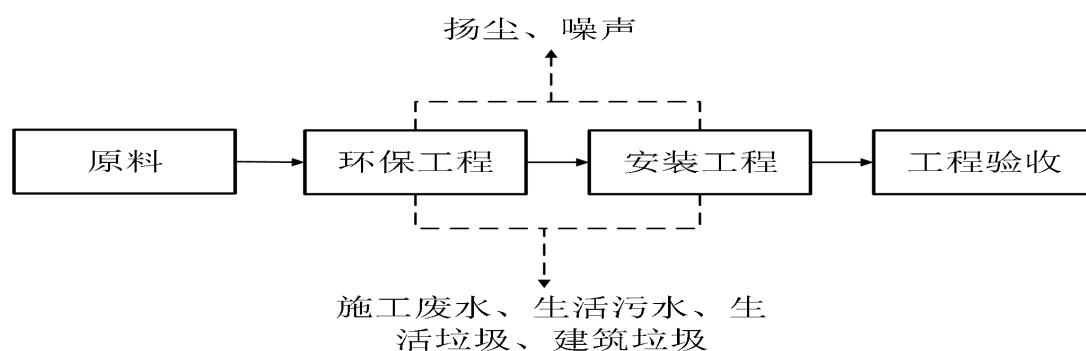 扬尘、噪声
原料
环保工程
安装工程
工程验收
施工废水、生活污水、生
活垃圾、建筑垃圾